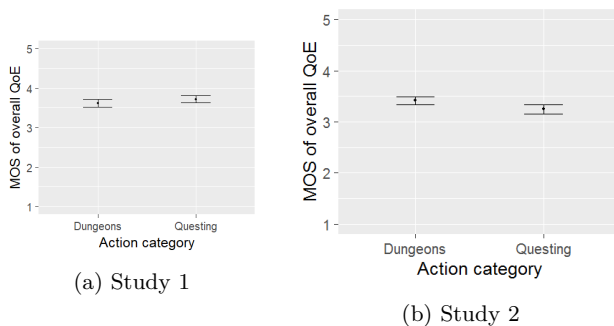 MOS of overall QoE
5
4
3
2
1
Dungeons Questing
Action category
(a) Study 1
MOS of overall QoE
5
4
3
2
1
Dungeons Questing
Action category
(b) Study 2